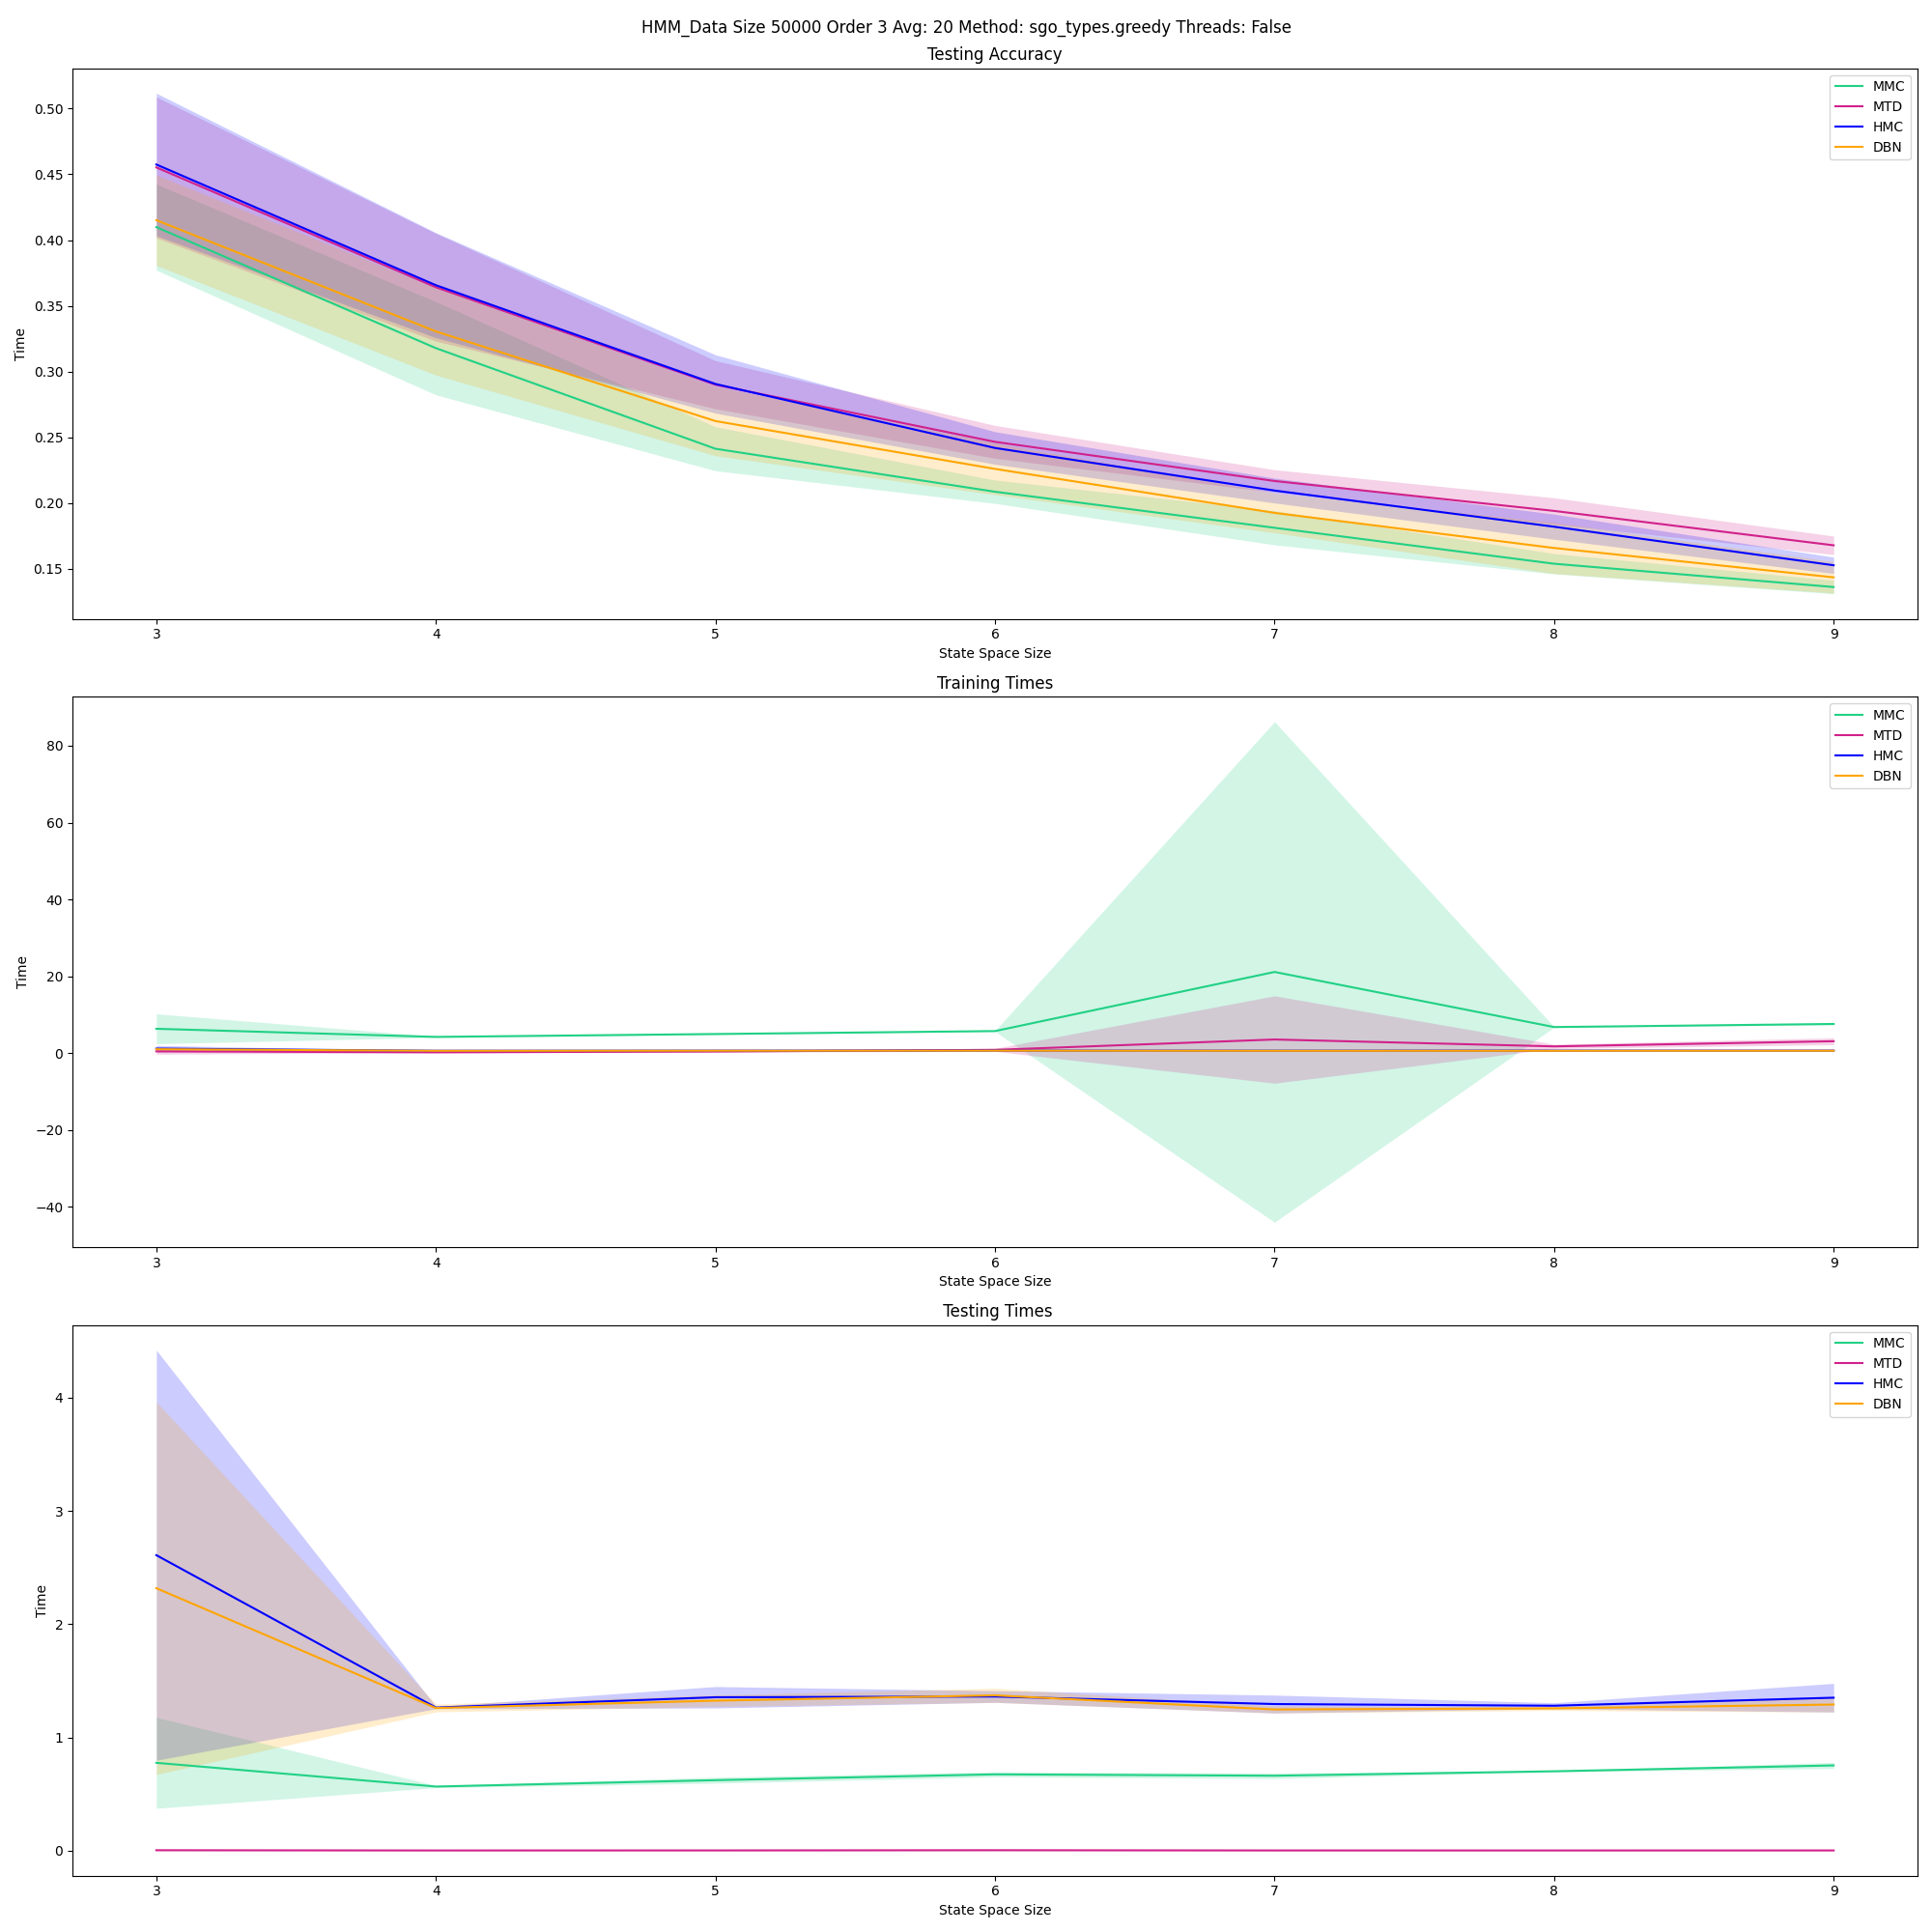 HMM_Data Size 50000 Order 3 Avg: 20 Method: sgo_types.greedy Threads: False
Testing Accuracy
MMC
MTD
HMC
DBN
0.50
0.45
0.40
0.35
0.30
0.25
0.20
0.15
Time
3 4 5 6 7 8 9
State Space Size
Training Times
MMC
MTD
HMC
DBN
80
60
40
20
0
−20
−40
Time
3 4 5 6 7 8 9
State Space Size
Testing Times
MMC
MTD
HMC
DBN
4
3
2
1
0
Time
3 4 5 6 7 8 9
State Space Size